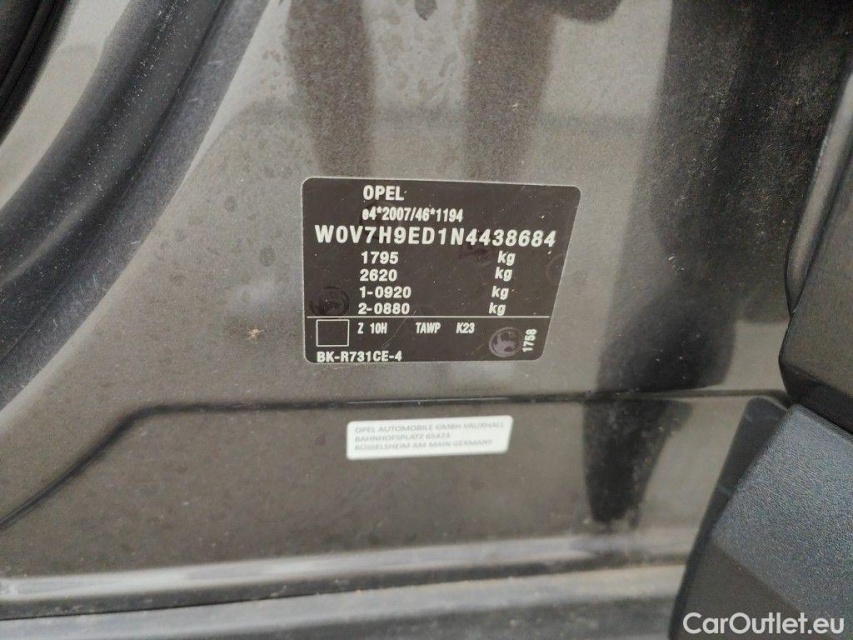 OPEL
e4*2007/46*1194
W0V7H9ED1N4438684
1795 kg
2620 kg
1-0920 kg
2-0880 kg
Z 10H TAWP K23
1758
BK-R731CE-4
OPEL AUTOMOBILE GMBH VAUXHALL
BAHNHOFSPLATZ 65423
RÜSSELSHEIM AM MAIN GERMANY
CarOutlet.eu